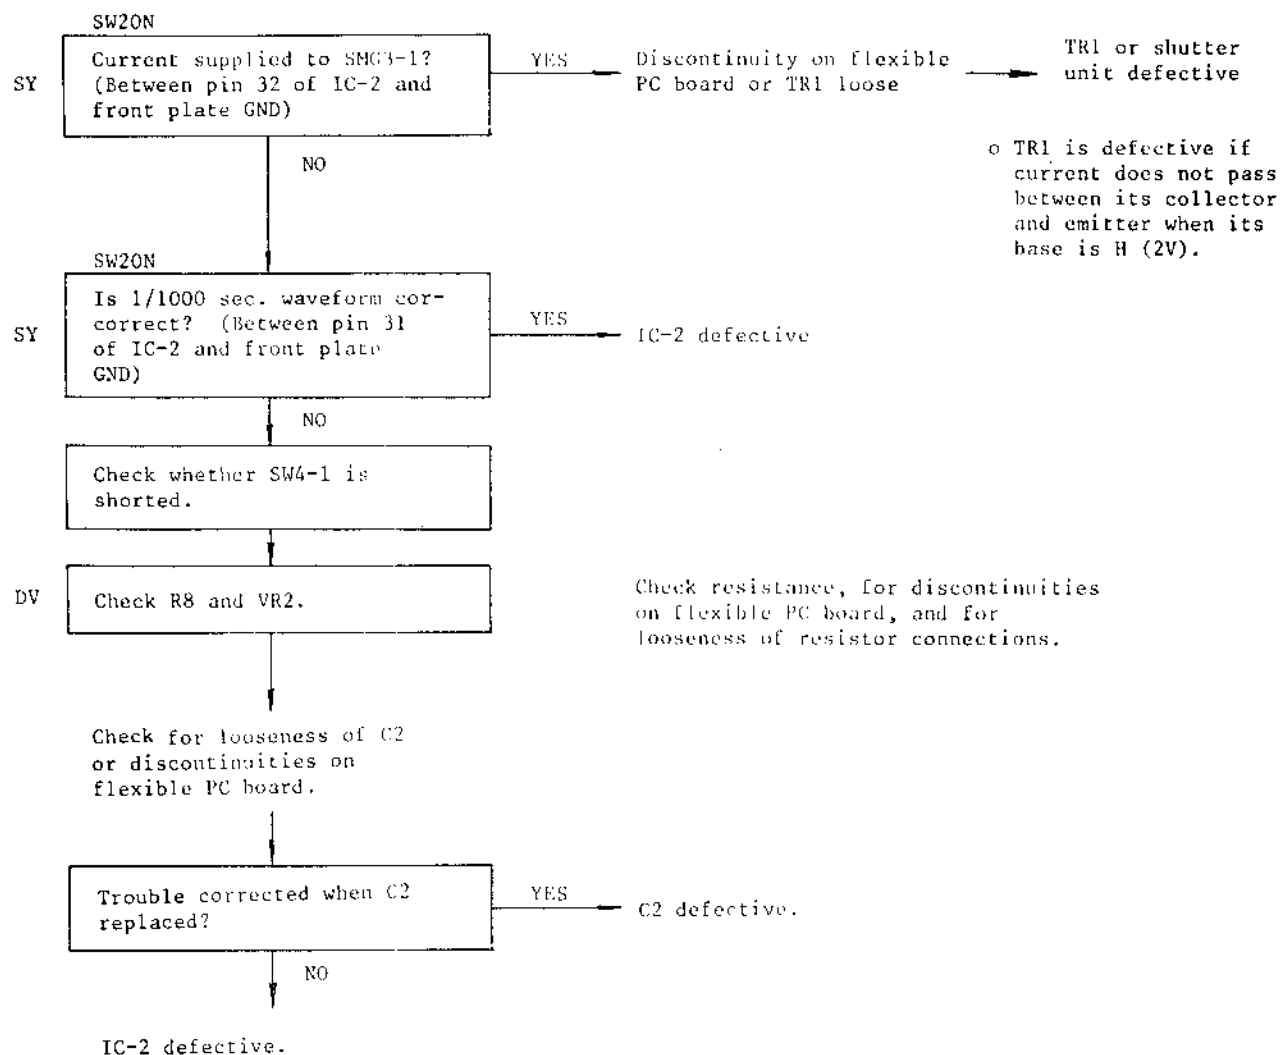 SW2ON
SY
Current supplied to SMG3-1?
(Between pin 32 of IC-2 and
front plate GND)
YES
Discontinuity on flexible
PC board or TR1 loose
TR1 or shutter
unit defective
NO
o TR1 is defective if
current does not pass
between its collector
and emitter when its
base is H (2V).
SW2ON
SY
Is 1/1000 sec. waveform cor-
correct? (Between pin 31
of IC-2 and front plate
GND)
YES
IC-2 defective
NO
Check whether SW4-1 is
shorted.
DV
Check R8 and VR2.
Check resistance, for discontinuities
on flexible PC board, and for
looseness of resistor connections.
Check for looseness of C2
or discontinuities on
flexible PC board.
Trouble corrected when C2
replaced?
YES
C2 defective.
NO
IC-2 defective.